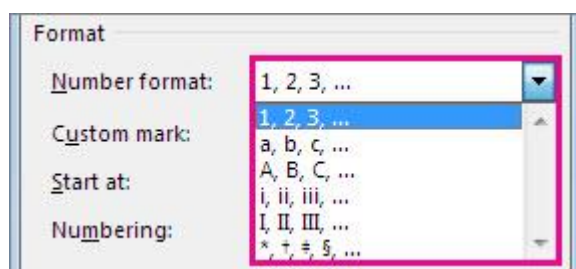 Format
Number format: 1, 2, 3, ...
1, 2, 3, ...
Custom mark:
a, b, c, ...
A, B, C, ...
Start at:
i, ii, iii, ...
I, II, III, ...
Numbering:
*, †, ‡, §, ...